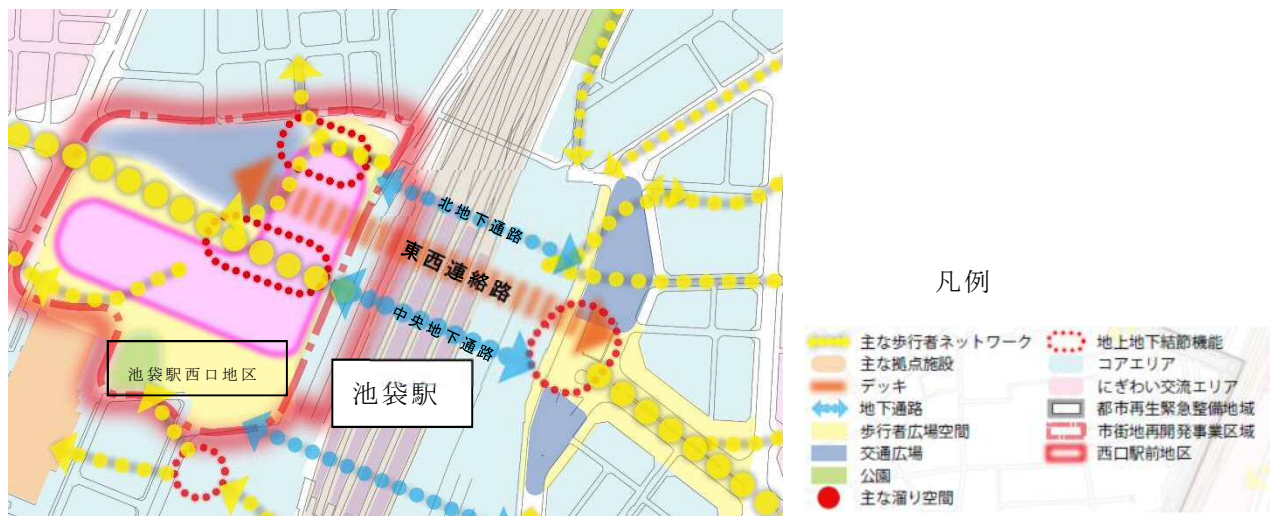 北地下通路
東西連絡路
中央地下通路
池袋駅西口地区
池袋駅
凡例
主な歩行者ネットワーク
主な拠点施設
デッキ
地下通路
歩行者広場空間
交通広場
公園
主な溜り空間
地上地下結節機能
コアエリア
にぎわい交流エリア
都市再生緊急整備地域
市街地再開発事業区域
西口駅前地区